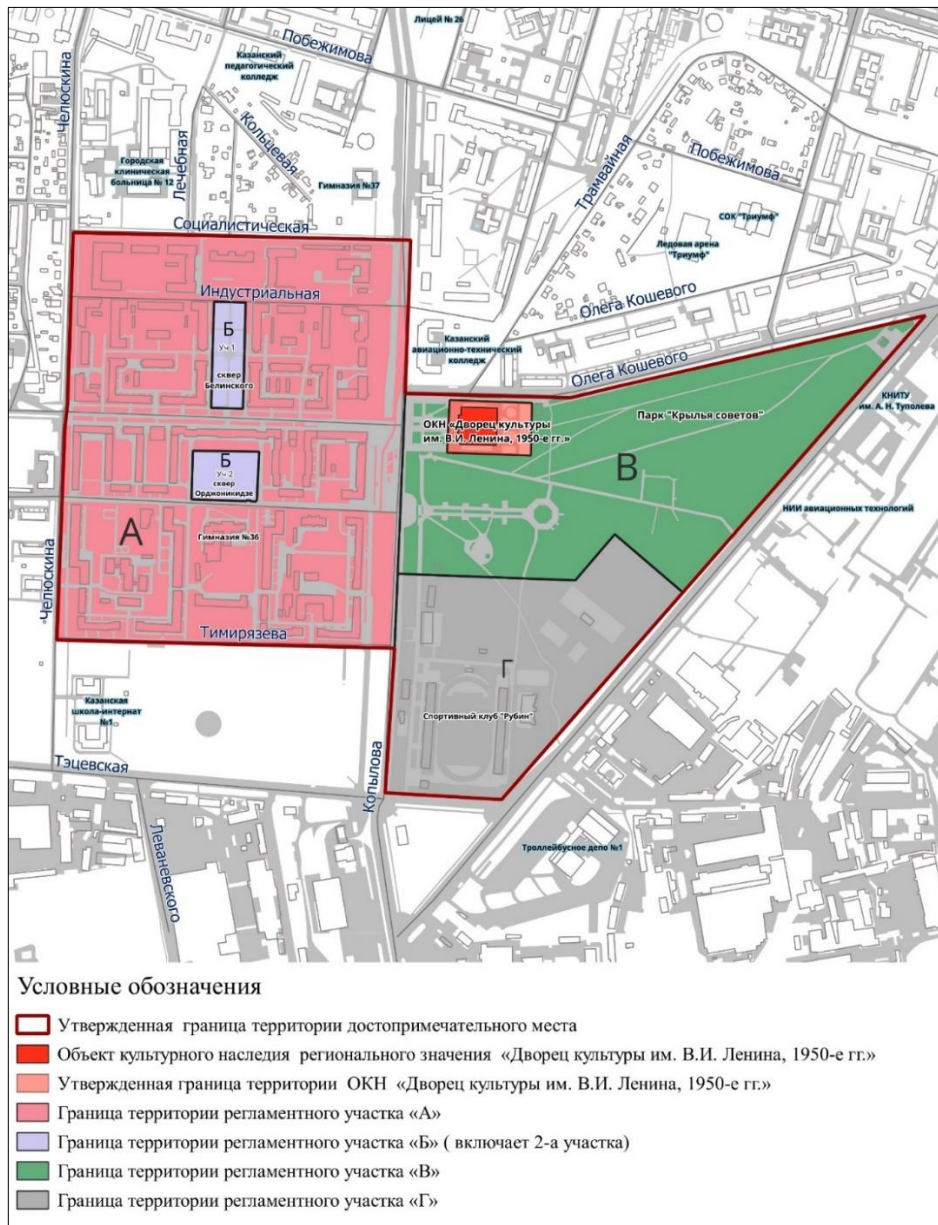 Лицей № 26
Побежимова
Казанский
педагогический
колледж
Челюскина
Лечебная
Кольцевая
Трамвайная
Побежимова
Городская
клиническая
больница № 12
Гимназия №37
СОК "Триумф"
Социалистическая
Ледовая арена
"Триумф"
Индустриальная
Олега Кошевого
Б
Уч-1
сквер
Белинского
Казанский
авиационно-технический
колледж
Олега Кошевого
КНИТУ
им. А. Н. Туполева
Парк "Крылья советов"
ОКН «Дворец культуры
им. В.И. Ленина, 1950-е гг.»
В
Б
Уч-2
сквер
Орджоникидзе
НИИ авиационных технологий
А
Гимназия №36
Челюскина
Тимирязева
Г
Казанская
школа-интернат
№1
Спортивный клуб "Рубин"
Тэцевская
Копылова
Леваневского
Троллейбусное депо №1
Условные обозначения
Утвержденная граница территории достопримечательного места
Объект культурного наследия регионального значения «Дворец культуры им. В.И. Ленина, 1950-е гг.»
Утвержденная граница территории ОКН «Дворец культуры им. В.И. Ленина, 1950-е гг.»
Граница территории регламентного участка «А»
Граница территории регламентного участка «Б» ( включает 2-а участка)
Граница территории регламентного участка «В»
Граница территории регламентного участка «Г»